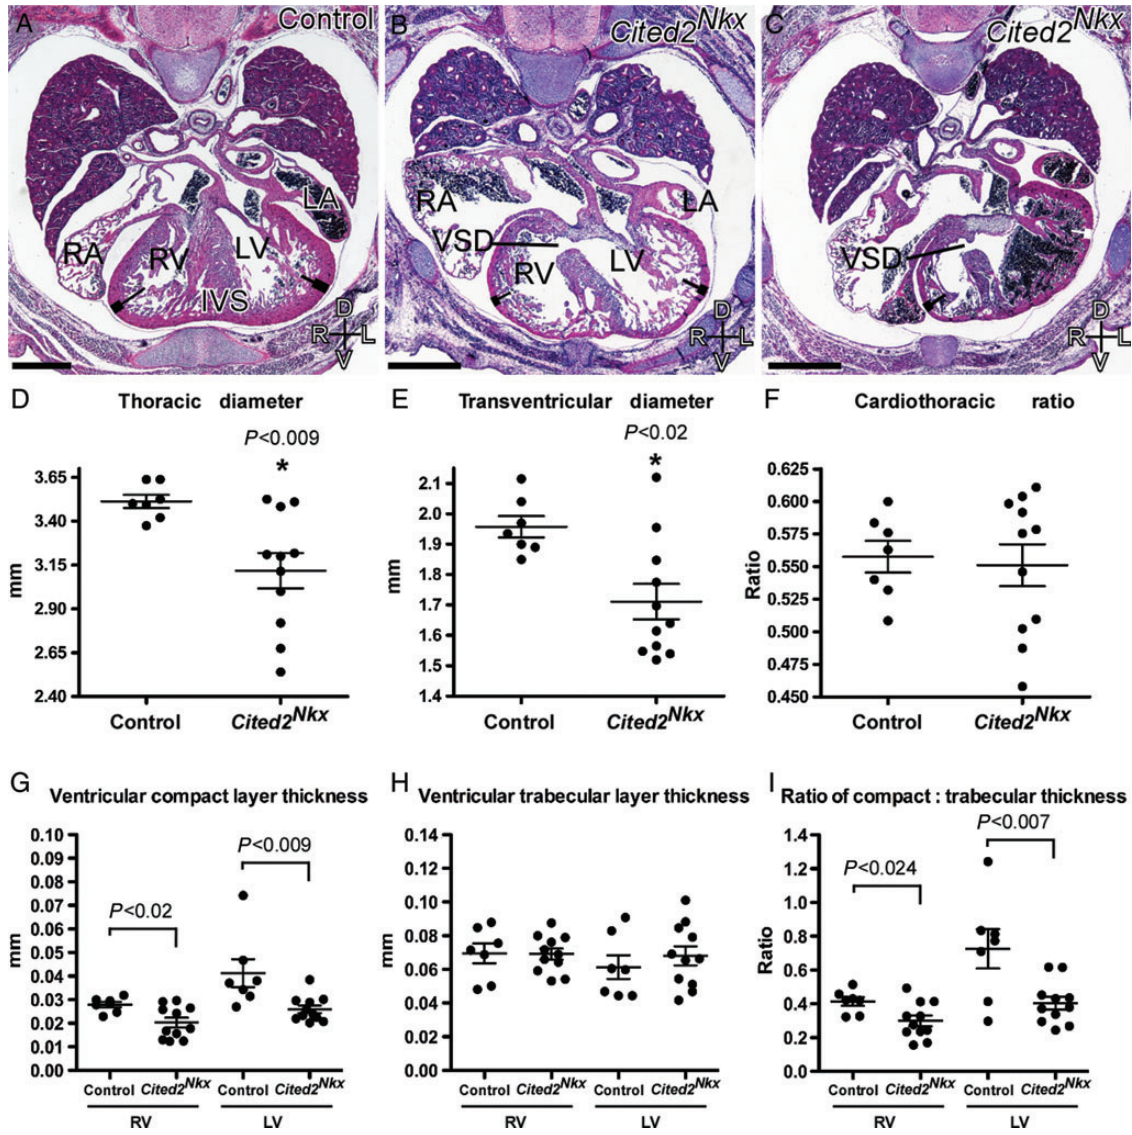 A Control
RA RV LV LA IVS
D R L V
B Cited2Nkx
RA VSD RV LV LA
D R L V
C Cited2Nkx
VSD
D R L V
D Thoracic diameter
P<0.009
*
mm
3.65
3.40
3.15
2.90
2.65
2.40
Control Cited2Nkx
E Transventricular diameter
P<0.02
*
mm
2.1
2.0
1.9
1.8
1.7
1.6
1.5
1.4
Control Cited2Nkx
F Cardiothoracic ratio
Ratio
0.625
0.600
0.575
0.550
0.525
0.500
0.475
0.450
Control Cited2Nkx
G Ventricular compact layer thickness
P<0.02
P<0.009
mm
0.10
0.09
0.08
0.07
0.06
0.05
0.04
0.03
0.02
0.01
0.00
Control Cited2Nkx Control Cited2Nkx
RV LV
H Ventricular trabecular layer thickness
mm
0.14
0.12
0.10
0.08
0.06
0.04
0.02
0.00
Control Cited2Nkx Control Cited2Nkx
RV LV
I Ratio of compact : trabecular thickness
P<0.024
P<0.007
Ratio
1.4
1.2
1.0
0.8
0.6
0.4
0.2
0.0
Control Cited2Nkx Control Cited2Nkx
RV LV